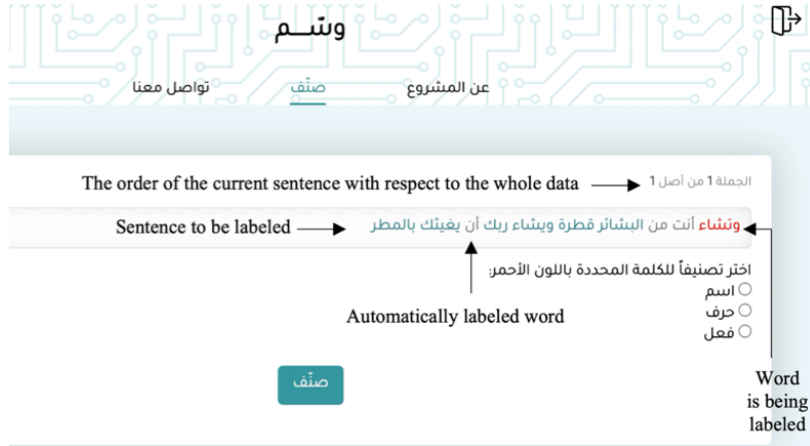 وسّـم
عن المشروع صنّف تواصل معنا
الجملة 1 من أصل 1
The order of the current sentence with respect to the whole data
وتشاء أنت من البشائر قطرة ويشاء ربك أن يغيثك بالمطر
Sentence to be labeled
اختر تصنيفاً للكلمة المحددة باللون الأحمر:
اسم
حرف
فعل
Automatically labeled word
صنّف
Word
is being
labeled